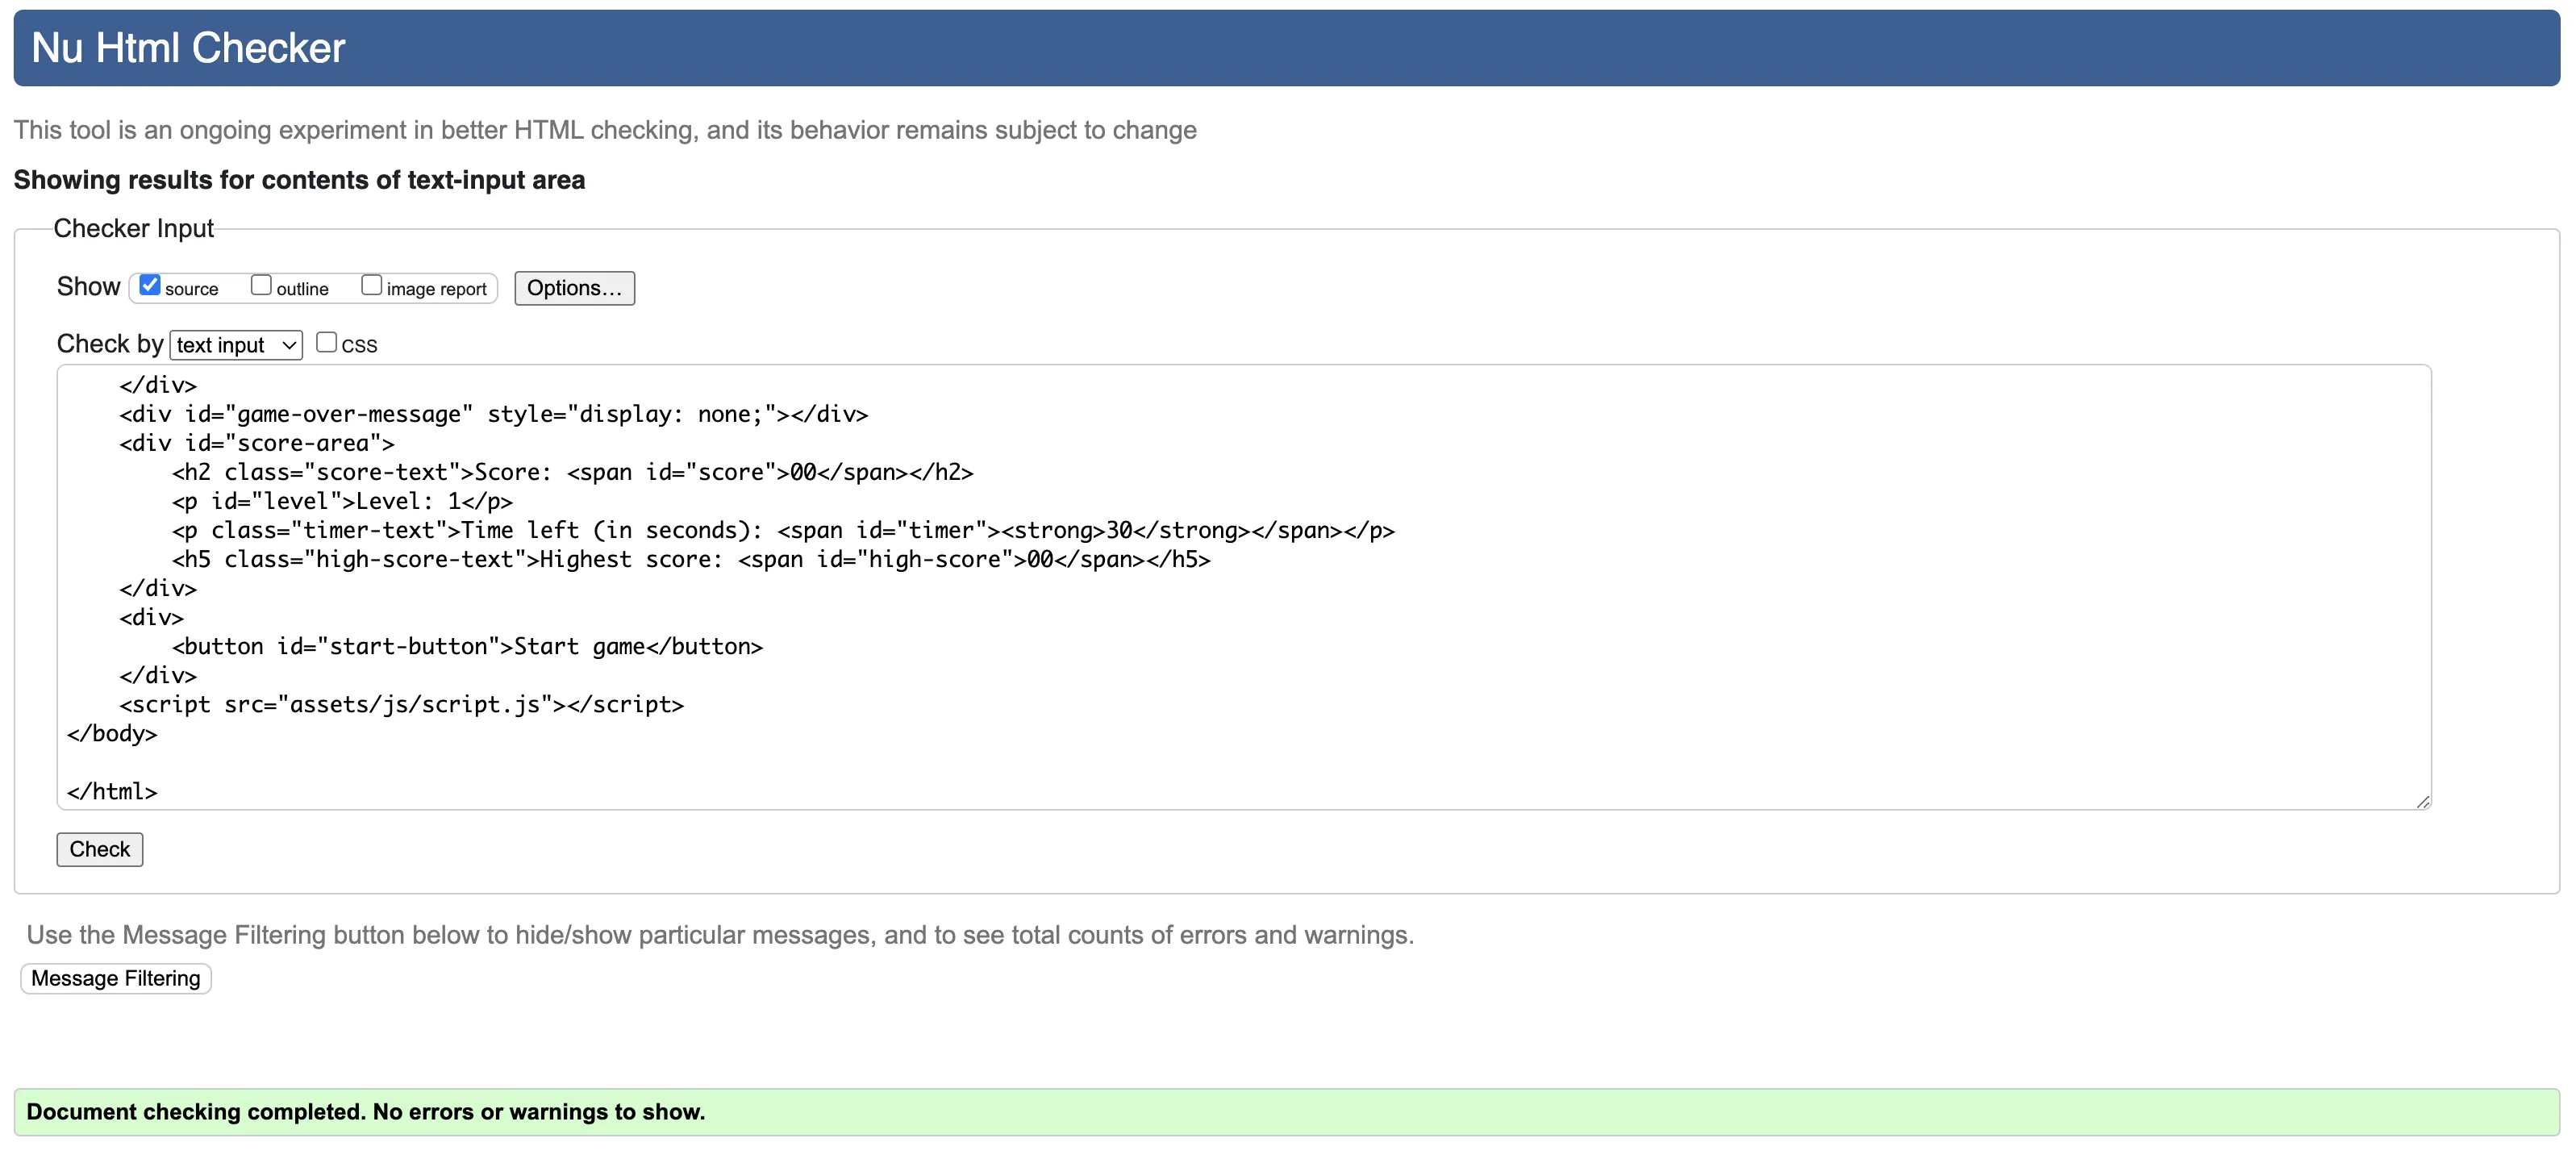 Nu Html Checker
This tool is an ongoing experiment in better HTML checking, and its behavior remains subject to change
Showing results for contents of text-input area
Checker Input
Show source outline image report Options...
Check by text input CSS
</div>
<div id="game-over-message" style="display: none;"></div>
<div id="score-area">
<h2 class="score-text">Score: <span id="score">00</span></h2>
<p id="level">Level: 1</p>
<p class="timer-text">Time left (in seconds): <span id="timer"><strong>30</strong></span></p>
<h5 class="high-score-text">Highest score: <span id="high-score">00</span></h5>
</div>
<div>
<button id="start-button">Start game</button>
</div>
<script src="assets/js/script.js"></script>
</body>
</html>
Check
Use the Message Filtering button below to hide/show particular messages, and to see total counts of errors and warnings.
Message Filtering
Document checking completed. No errors or warnings to show.